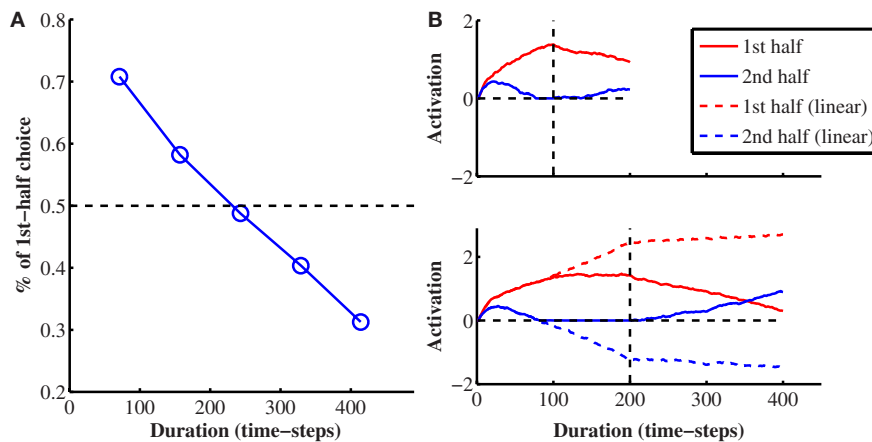 A
% of 1st−half choice
0.8
0.7
0.6
0.5
0.4
0.3
0.2
0 100 200 300 400
Duration (time−steps)
B
Activation
2
0
−2
1st half
2nd half
1st half (linear)
2nd half (linear)
Activation
2
0
−2
0 100 200 300 400
Duration (time−steps)